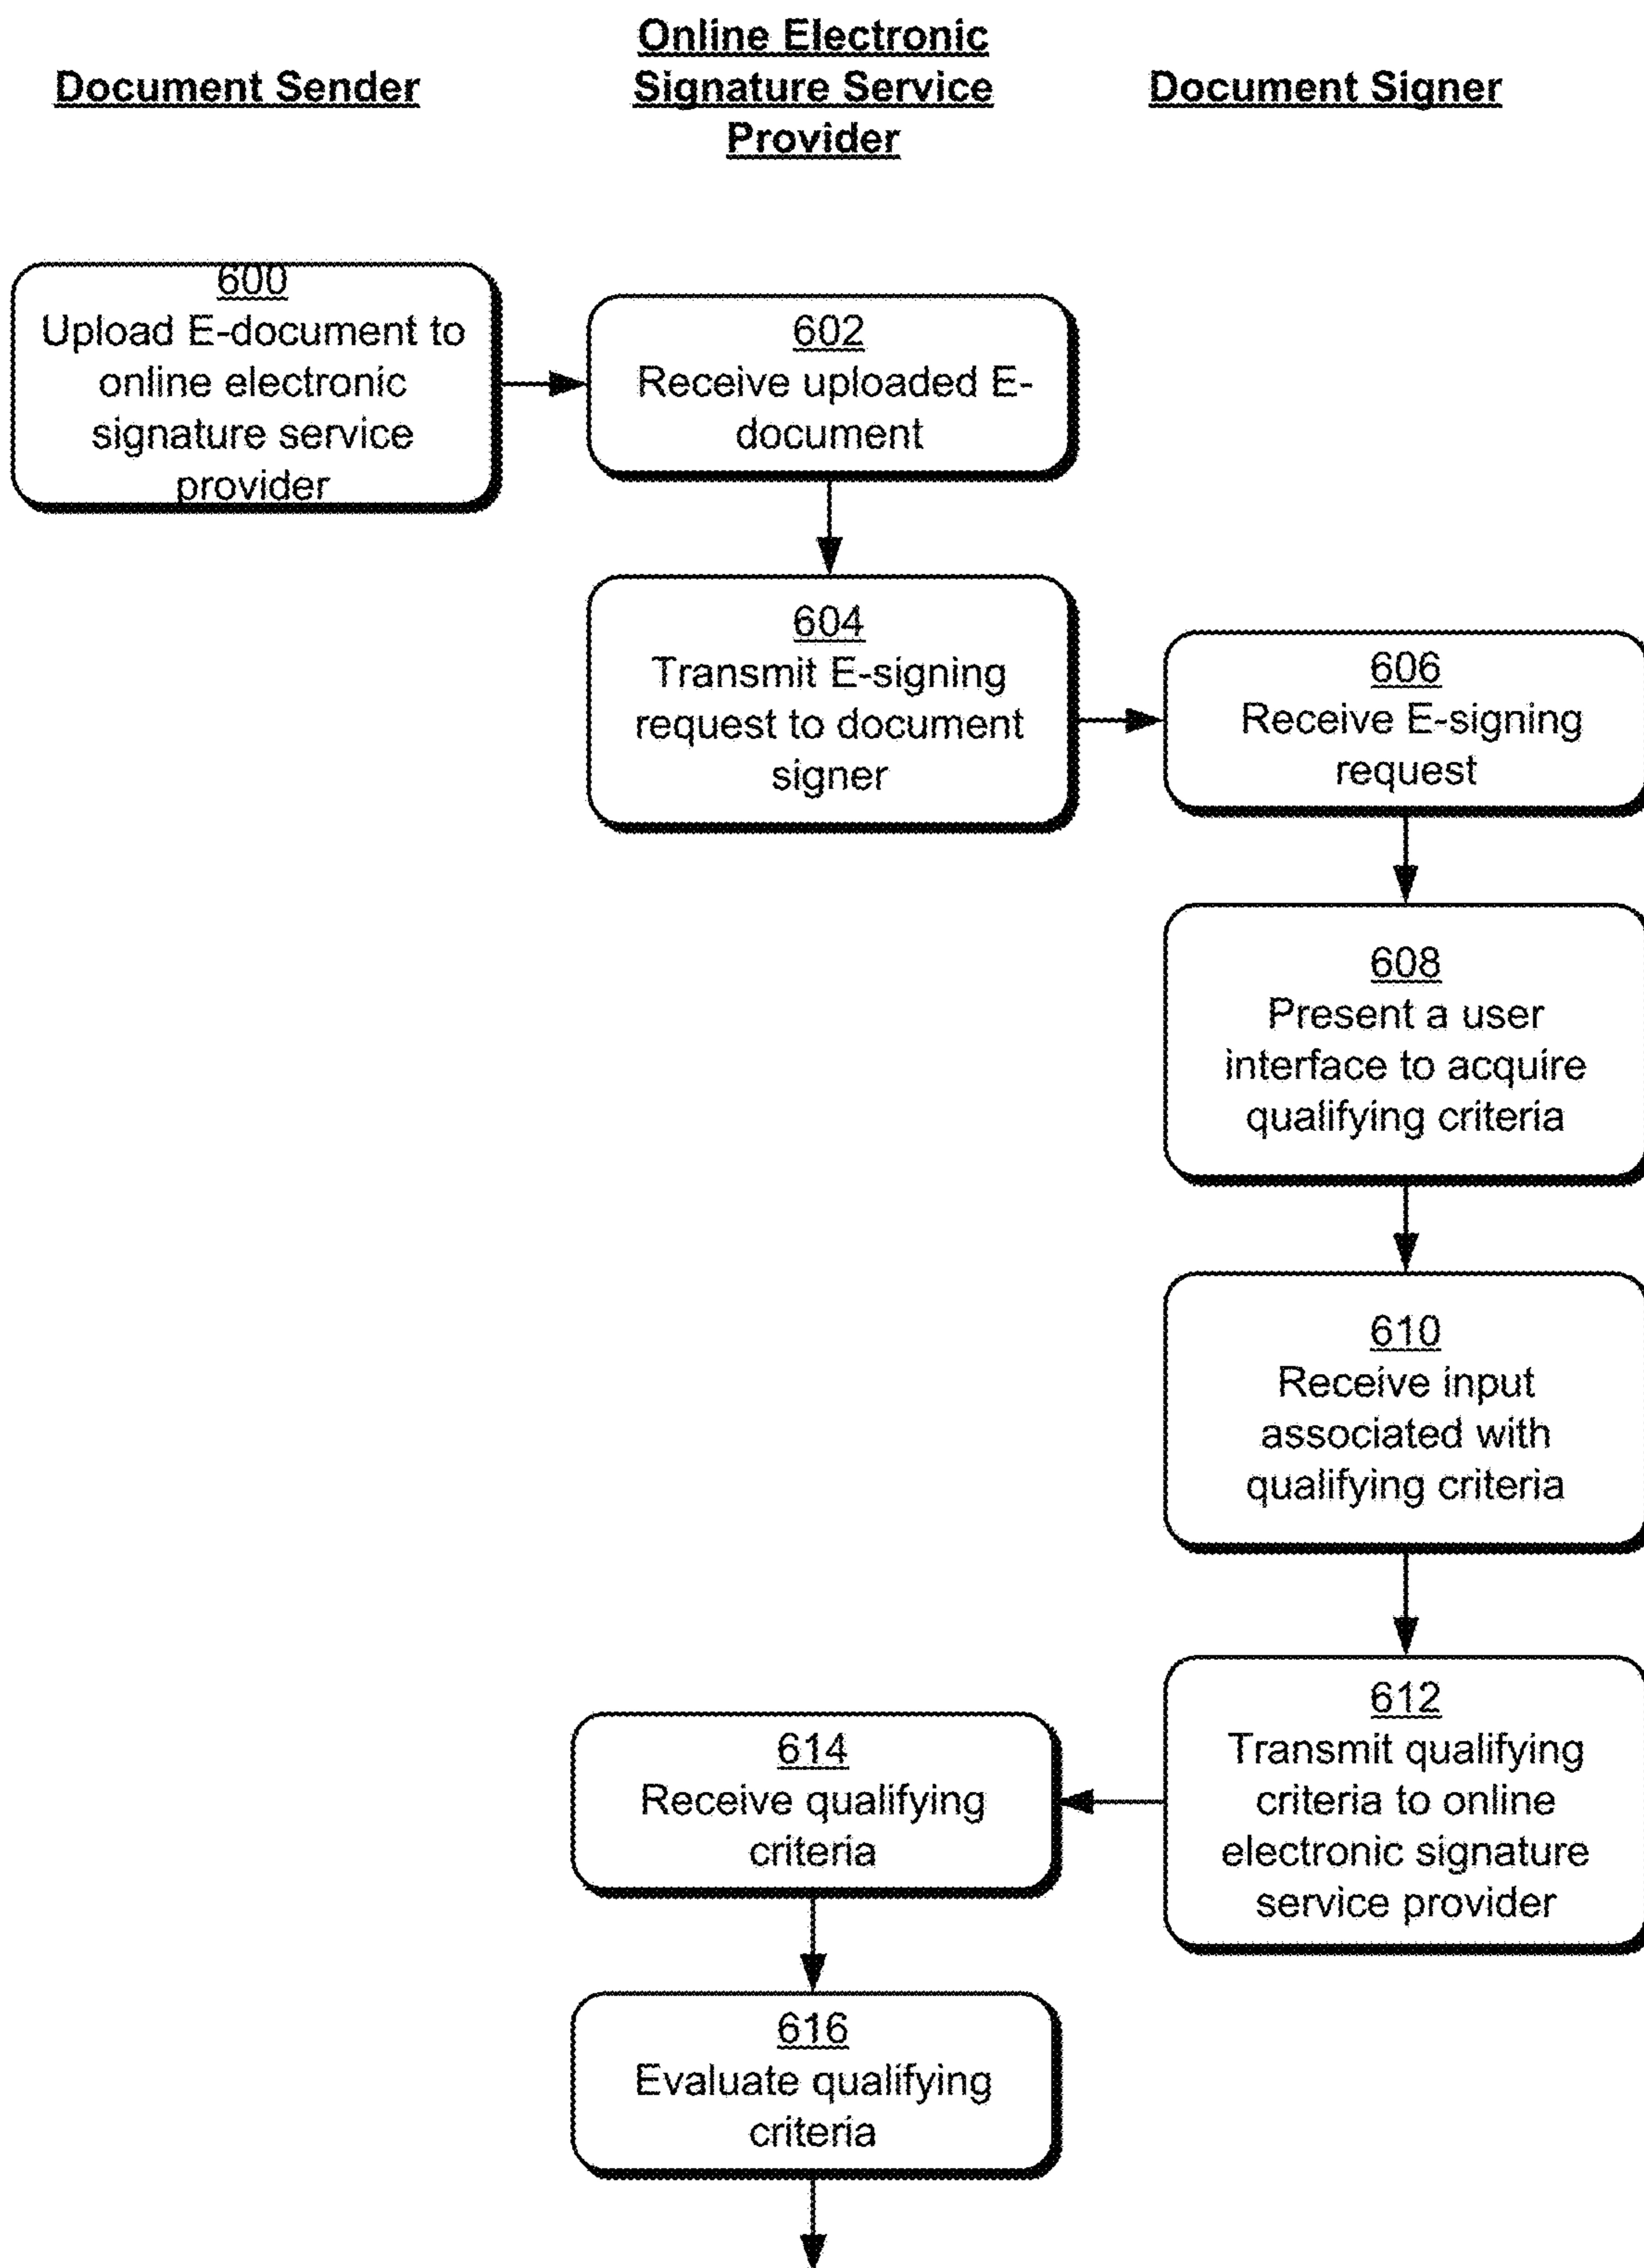 Document Sender
Online Electronic
Signature Service
Provider
Document Signer
600
Upload E-document to
online electronic
signature service
provider
602
Receive uploaded E-
document
604
Transmit E-signing
request to document
signer
606
Receive E-signing
request
608
Present a user
interface to acquire
qualifying criteria
610
Receive input
associated with
qualifying criteria
612
Transmit qualifying
criteria to online
electronic signature
service provider
614
Receive qualifying
criteria
616
Evaluate qualifying
criteria